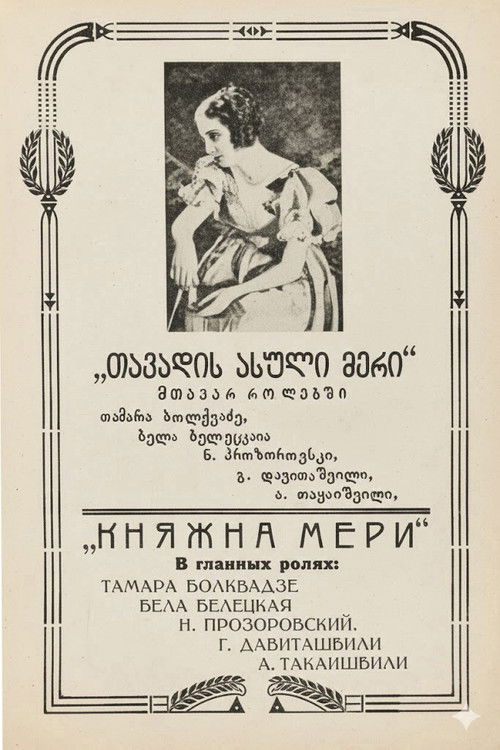 „თავადის ასული მერი“
მთავარ როლებში
თამარა ბოლქვაძე,
ბელა ბელეცკაია
ნ. პროზოროვსკი,
გ. დავითაშვილი,
ა. თაყაიშვილი,
„КНЯЖНА МЕРИ“
В гланных ролях:
ТАМАРА БОЛКВАДЗЕ
БЕЛА БЕЛЕЦКАЯ
Н. ПРОЗОРОВСКИЙ.
Г. ДАВИТАШВИЛИ
А. ТАКАИШВИЛИ